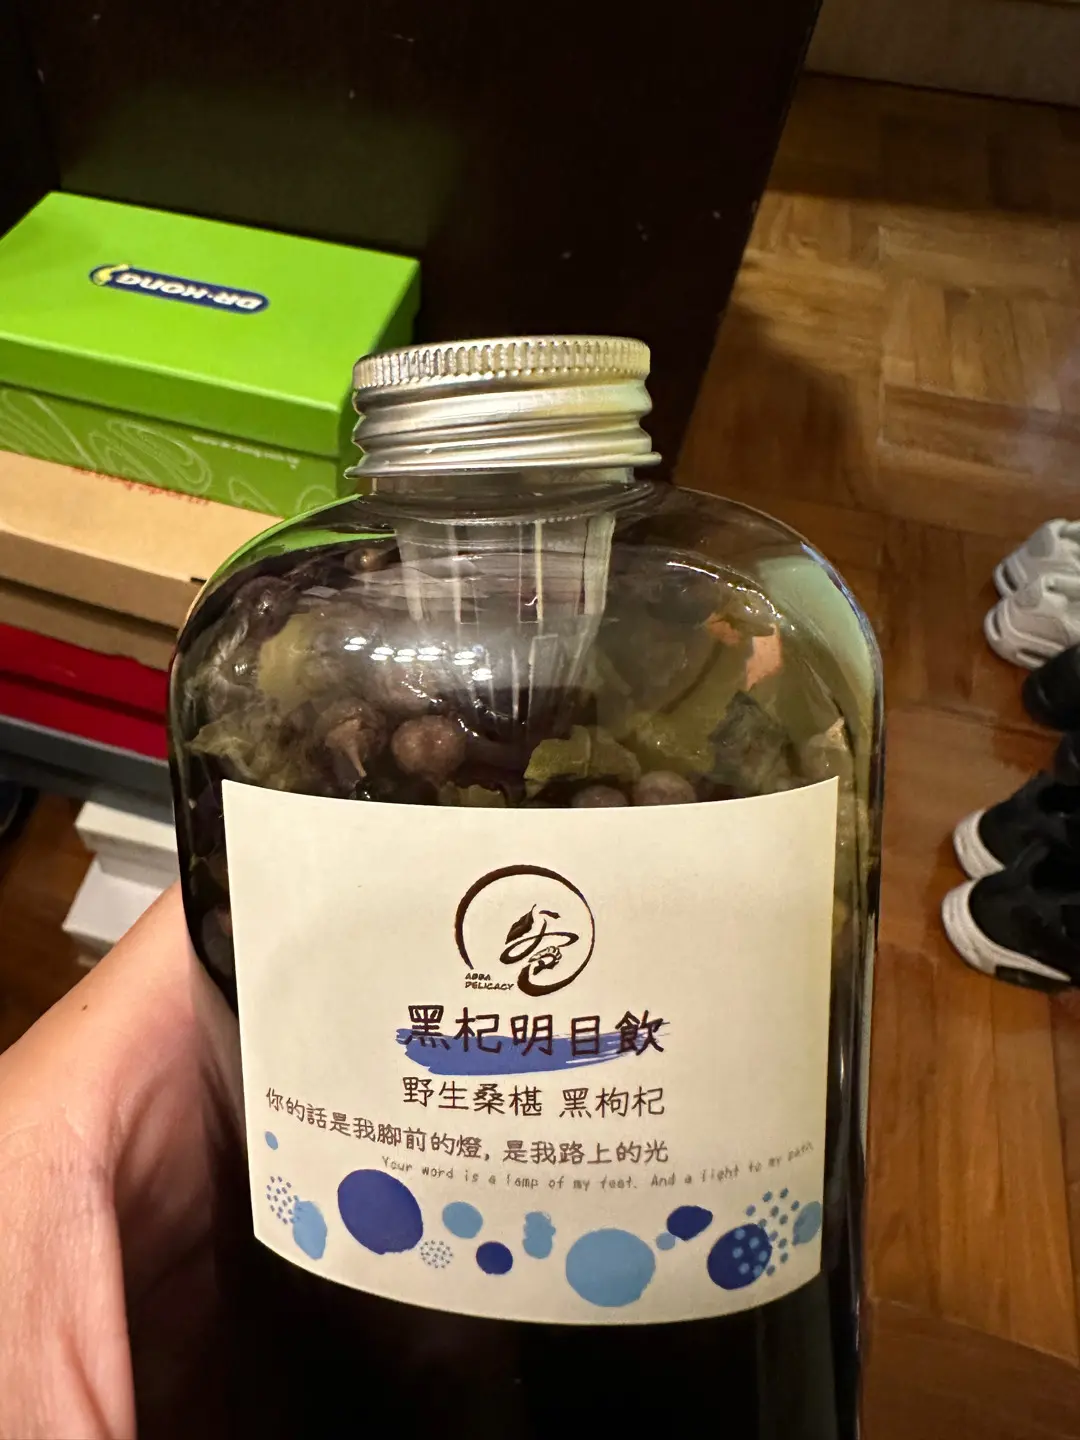 DR·KONG
爸
ABBA
DELICACY
黑杞明目飲
野生桑椹 黑枸杞
你的話是我腳前的燈, 是我路上的光
Your word is a lamp of my feet. And a light to my path